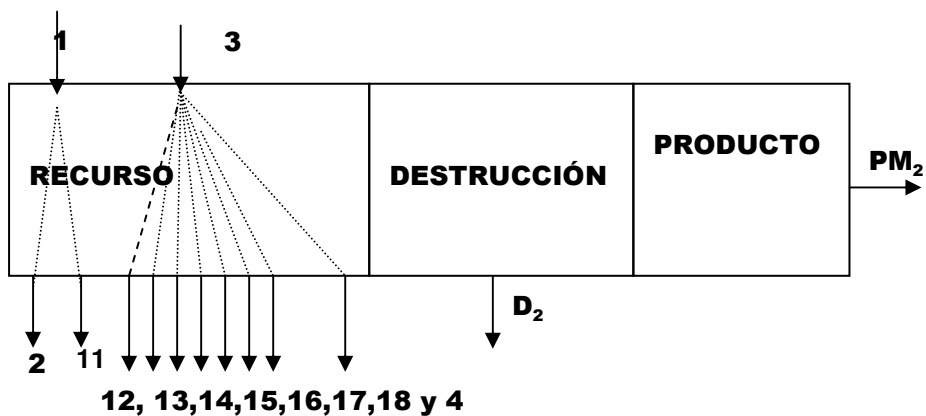 1 3
RECURSO DESTRUCCIÓN PRODUCTO PM₂
2 11 D₂
12, 13,14,15,16,17,18 y 4